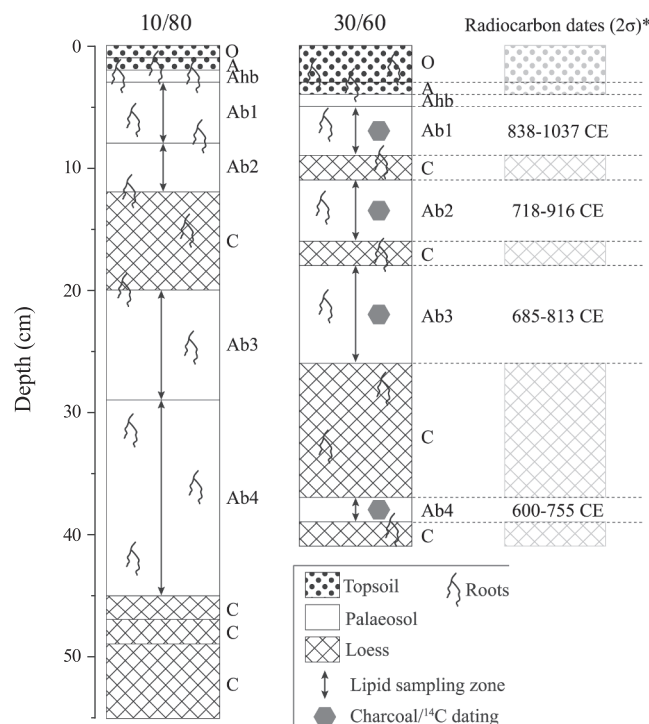 10/80
30/60
Radiocarbon dates (2σ)*
Depth (cm)
0
10
20
30
40
50
O
A
Ahb
Ab1
Ab2
C
Ab3
Ab4
C
C
C
O
A
Ahb
Ab1
C
Ab2
C
Ab3
C
Ab4
C
838-1037 CE
718-916 CE
685-813 CE
600-755 CE
Topsoil
Roots
Palaeosol
Loess
Lipid sampling zone
Charcoal/¹⁴C dating